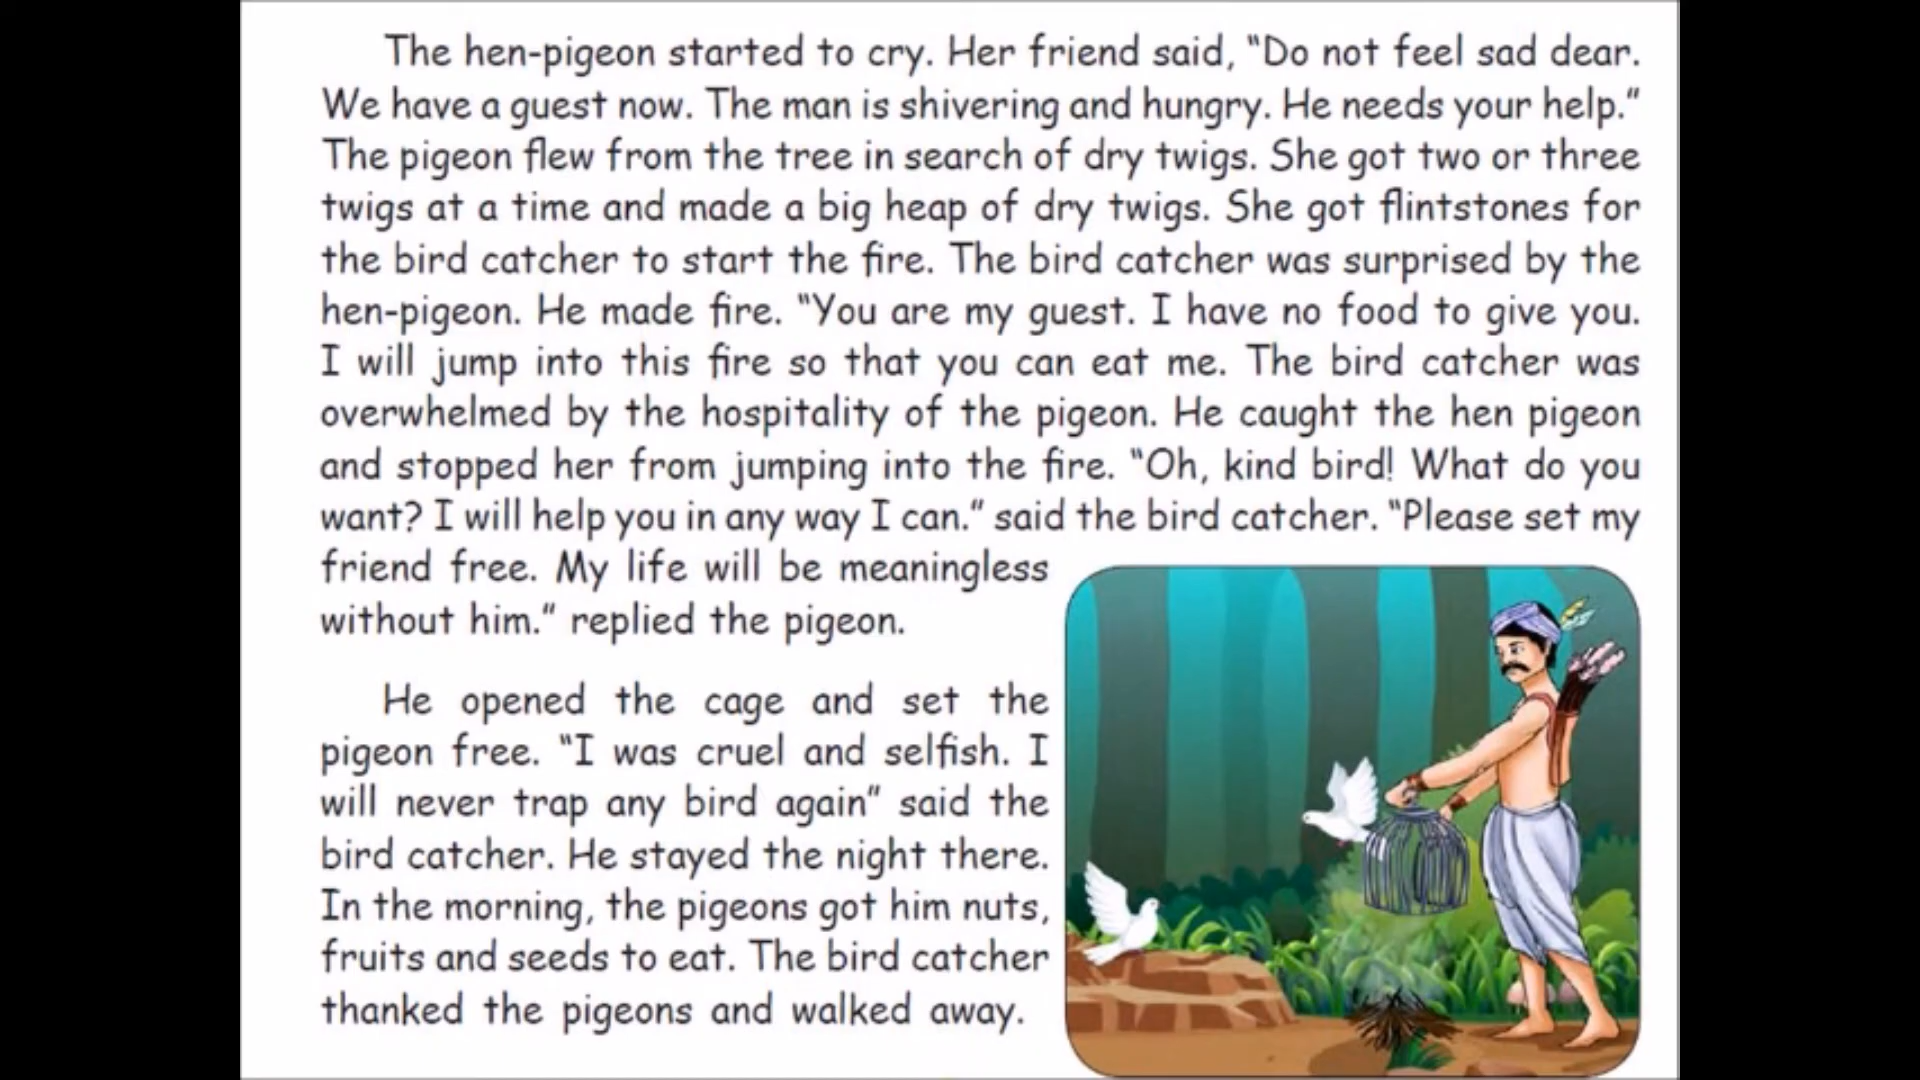 The hen-pigeon started to cry. Her friend said, “Do not feel sad dear.
We have a guest now. The man is shivering and hungry. He needs your help.”
The pigeon flew from the tree in search of dry twigs. She got two or three
twigs at a time and made a big heap of dry twigs. She got flintstones for
the bird catcher to start the fire. The bird catcher was surprised by the
hen-pigeon. He made fire. “You are my guest. I have no food to give you.
I will jump into this fire so that you can eat me. The bird catcher was
overwhelmed by the hospitality of the pigeon. He caught the hen pigeon
and stopped her from jumping into the fire. “Oh, kind bird! What do you
want? I will help you in any way I can.” said the bird catcher. “Please set my
friend free. My life will be meaningless
without him.” replied the pigeon.
He opened the cage and set the
pigeon free. “I was cruel and selfish. I
will never trap any bird again” said the
bird catcher. He stayed the night there.
In the morning, the pigeons got him nuts,
fruits and seeds to eat. The bird catcher
thanked the pigeons and walked away.